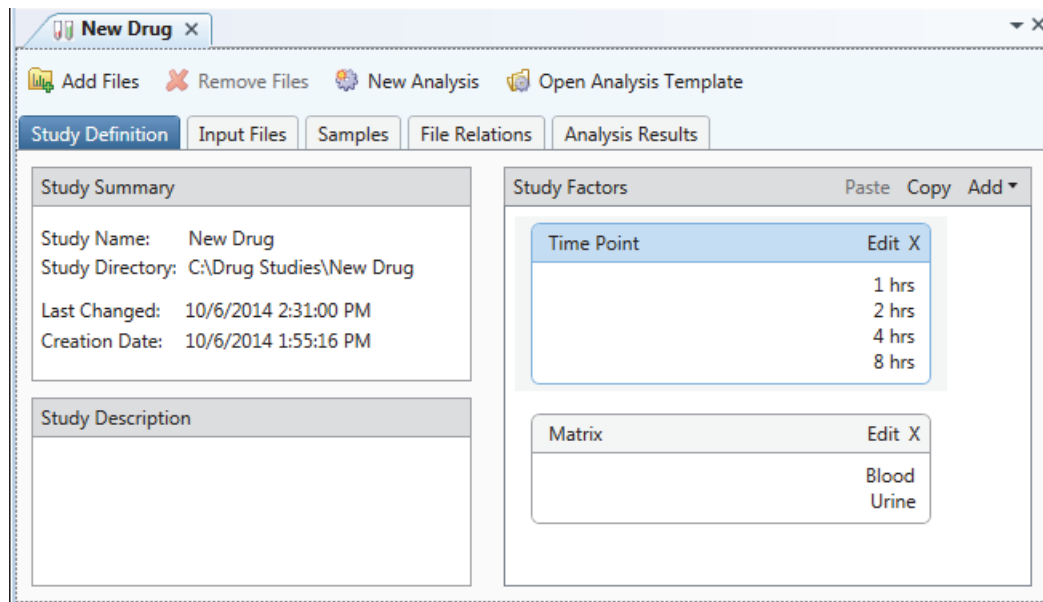 New Drug X
Add Files Remove Files New Analysis Open Analysis Template
Study Definition Input Files Samples File Relations Analysis Results
Study Summary
Study Name: New Drug
Study Directory: C:\Drug Studies\New Drug
Last Changed: 10/6/2014 2:31:00 PM
Creation Date: 10/6/2014 1:55:16 PM
Study Description
Study Factors Paste Copy Add
Time Point Edit X
1 hrs
2 hrs
4 hrs
8 hrs
Matrix Edit X
Blood
Urine